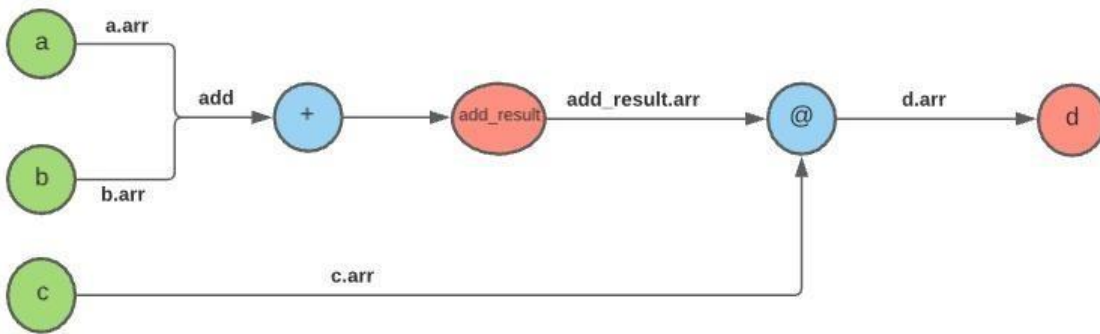 a
a.arr
add
+
add_result
add_result.arr
@
d.arr
d
b
b.arr
c
c.arr